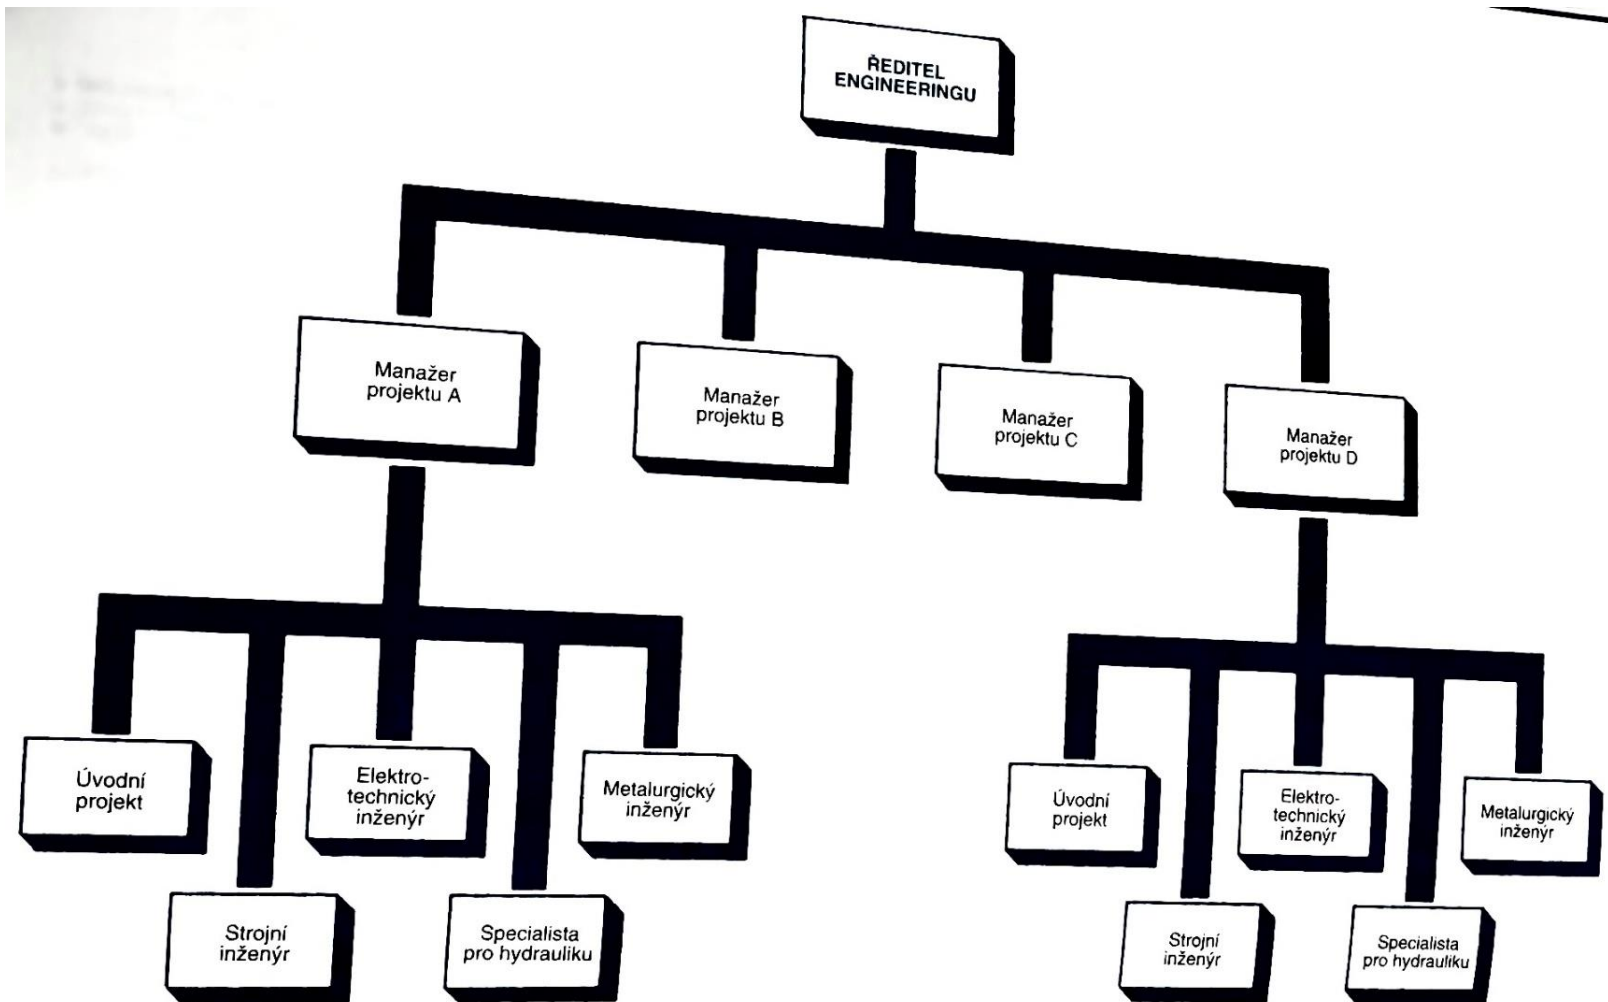 ŘEDITEL
ENGINEERINGU
Manažer
projektu A
Manažer
projektu B
Manažer
projektu C
Manažer
projektu D
Úvodní
projekt
Elektro-
technický
inženýr
Metalurgický
inženýr
Strojní
inženýr
Specialista
pro hydrauliku
Úvodní
projekt
Elektro-
technický
inženýr
Metalurgický
inženýr
Strojní
inženýr
Specialista
pro hydrauliku